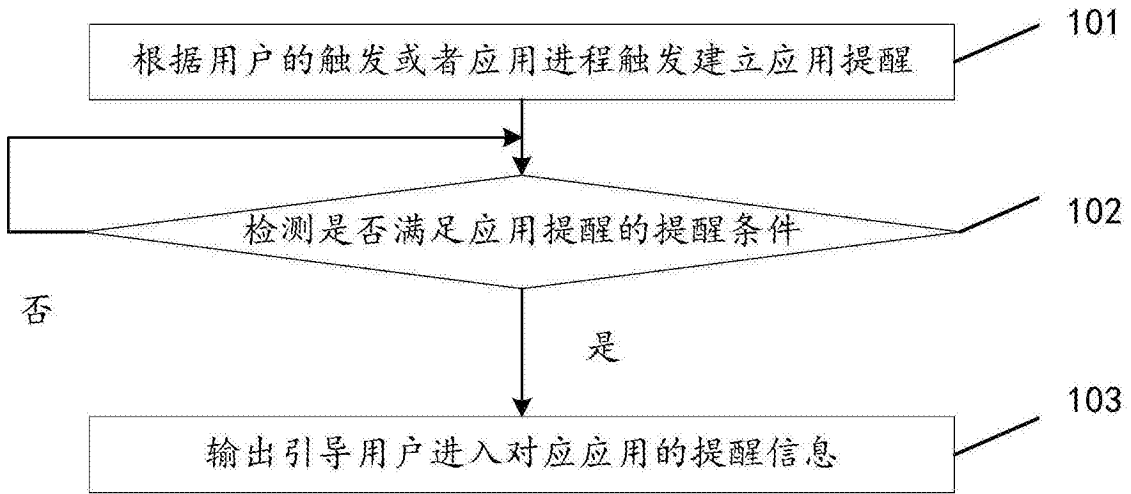 根据用户的触发或者应用进程触发建立应用提醒
101
检测是否满足应用提醒的提醒条件
102
否
是
103
输出引导用户进入对应应用的提醒信息